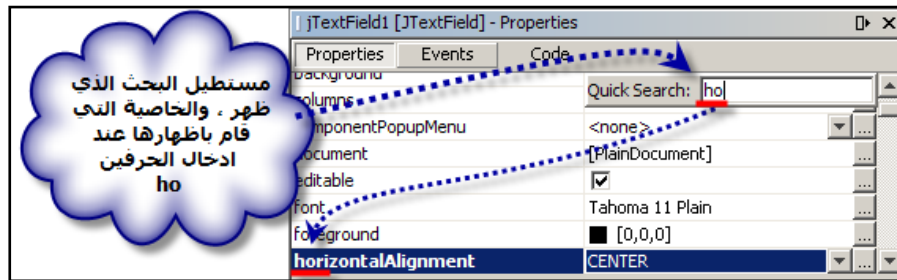 jTextField1 [JTextField] - Properties
Properties Events Code
مستطيل البحث الذي
ظهر ، والخاصية التي
قام باظهارها عند
ادخال الحرفين
ho
background
Quick Search: ho
columns
componentPopupMenu <none> ...
document [PlainDocument] ...
editable ...
font Tahoma 11 Plain ...
foreground [0,0,0] ...
horizontalAlignment CENTER ...